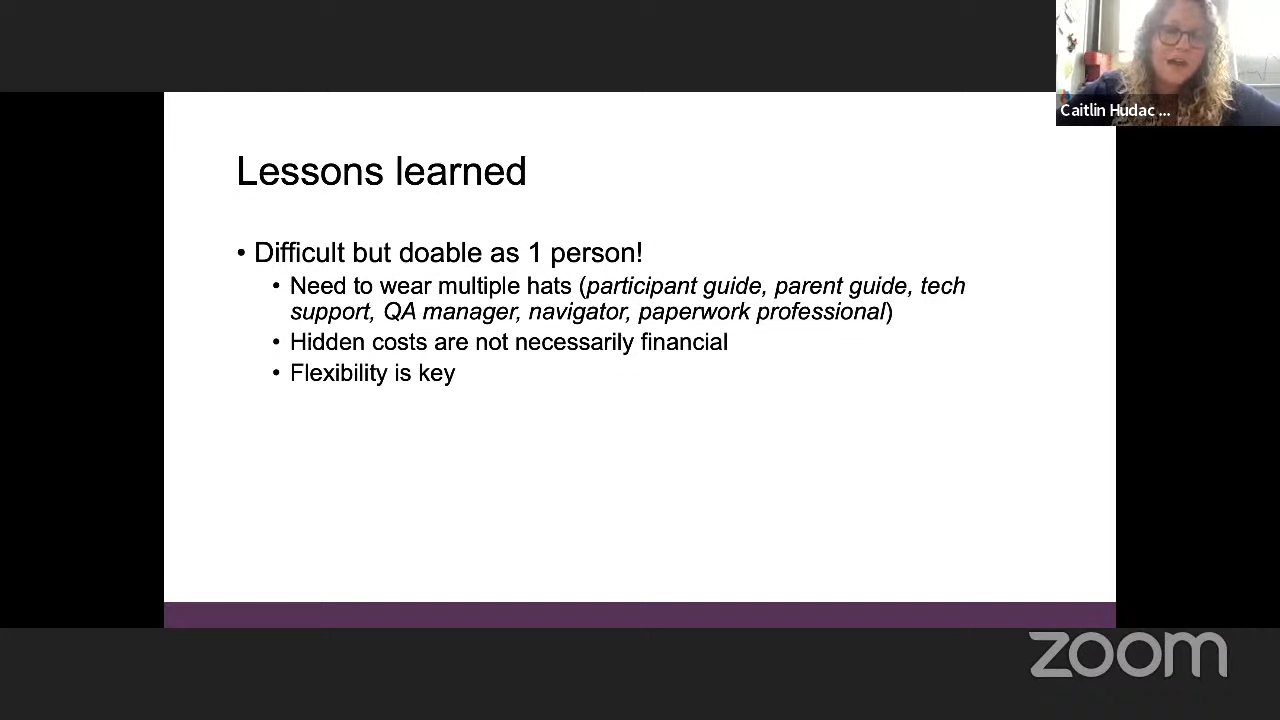 Caitlin Hudac ...
Lessons learned
• Difficult but doable as 1 person!
• Need to wear multiple hats (participant guide, parent guide, tech
support, QA manager, navigator, paperwork professional)
• Hidden costs are not necessarily financial
• Flexibility is key
zoom